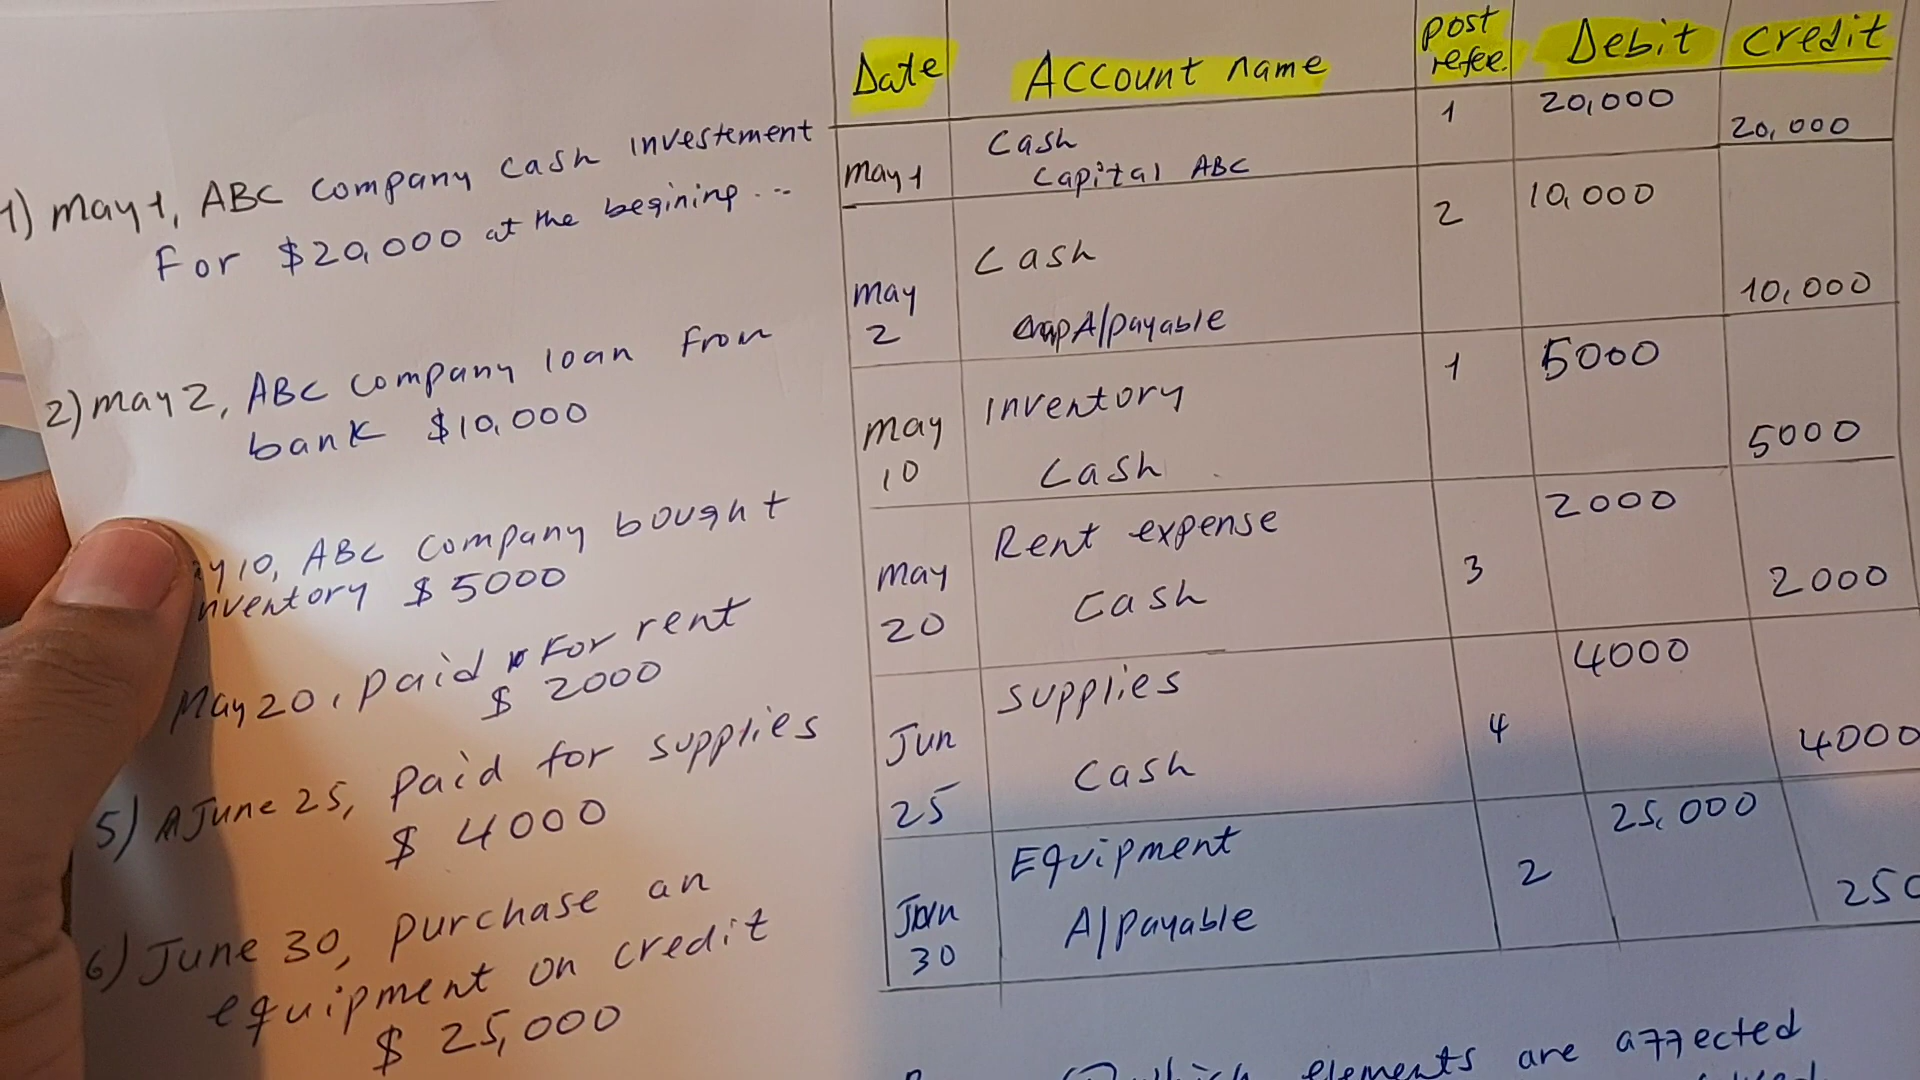 1) May 1, ABC Company cash investement
For $20,000 at the begining ...
2) may 2, ABC company loan from
bank $10,000
10, ABC Company bought
nventory $5000
May 20, paid For rent
$ 2000
5) June 25, Paid for supplies
$ 4000
6) June 30, purchase an
equipment on credit
$ 25,000
Date Account name post refee. Debit credit
May 1 Cash 1 20,000
Capital ABC 20,000
May 2 Cash 2 10,000
A/payable 10,000
May 10 Inventory 1 5000
Cash 5000
May 20 Rent expense 3 2000
Cash 2000
Jun 25 Supplies 4 4000
Cash 4000
Jun 30 Equipment 2 25,000
A/payable 250
which elements are affected